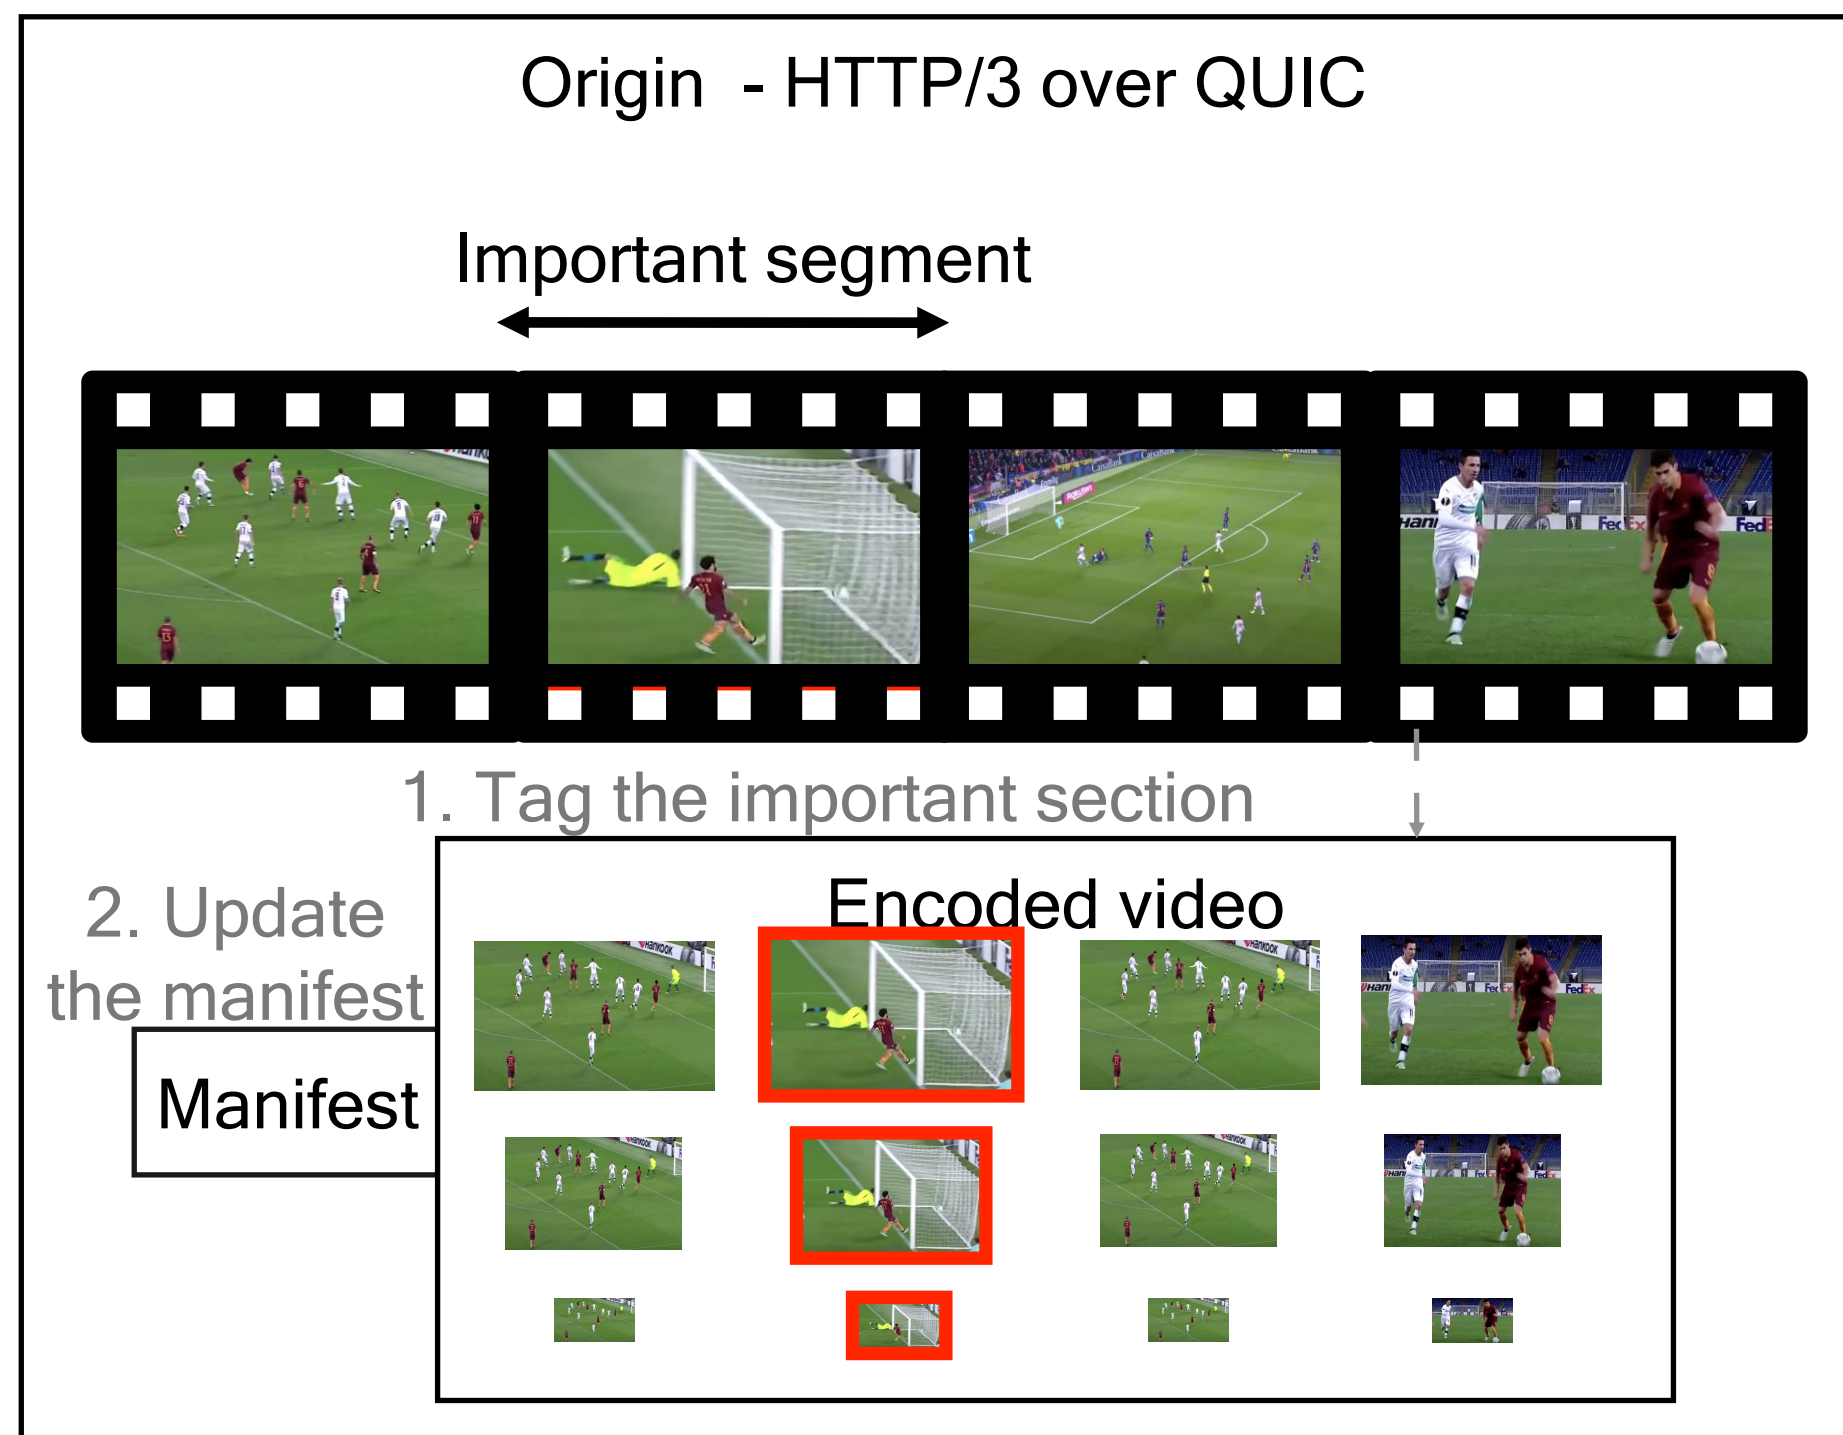 Origin - HTTP/3 over QUIC
Important segment
1. Tag the important section
2. Update
the manifest
Encoded video
Manifest